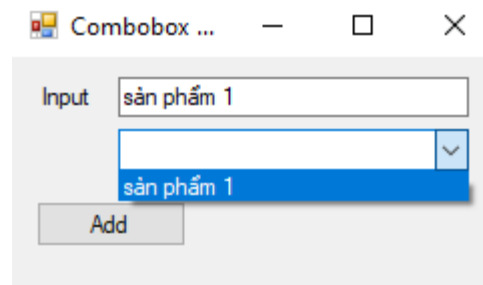 Combobox ...
Input
sản phẩm 1
sản phẩm 1
Add